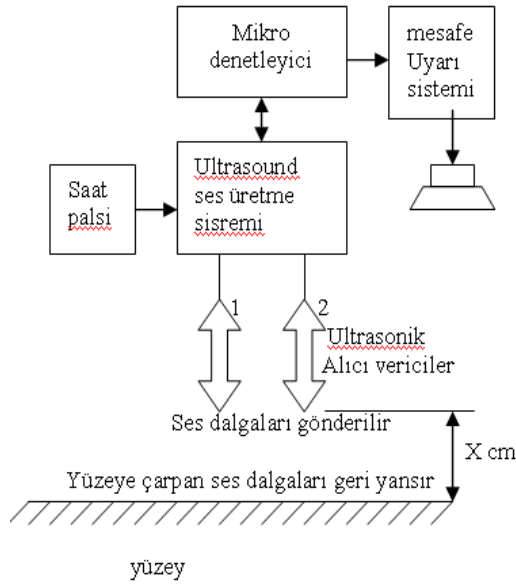 Mikro
denetleyici
mesafe
Uyarı
sistemi
Saat
palsi
Ultrasound
ses üretme
sisremi
1
2
Ultrasonik
Alıcı vericiler
Ses dalgaları gönderilir
X cm
Yüzeye çarpan ses dalgaları geri yansır
yüzey